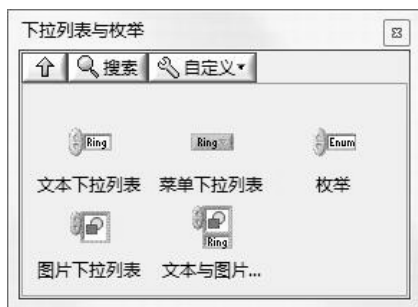 下拉列表与枚举
搜索 自定义
Ring Ring Enum
文本下拉列表 菜单下拉列表 枚举
Ring
图片下拉列表 文本与图片...